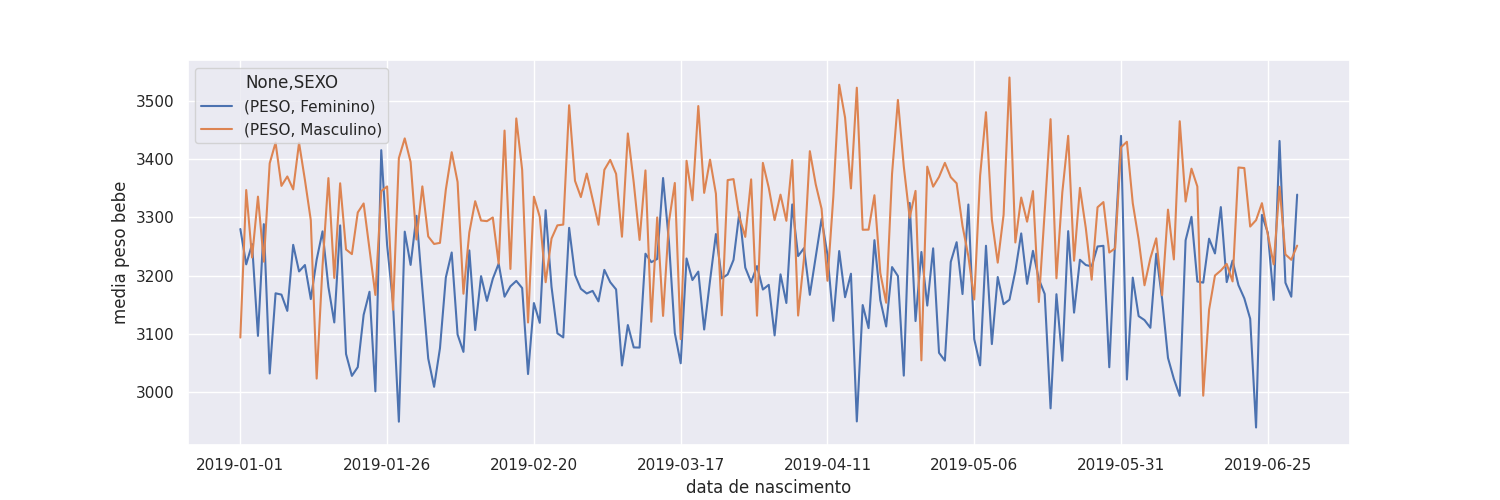 None,SEXO
(PESO, Feminino)
(PESO, Masculino)
media peso bebe
3500
3400
3300
3200
3100
3000
2019-01-01 2019-01-26 2019-02-20 2019-03-17 2019-04-11 2019-05-06 2019-05-31 2019-06-25
data de nascimento